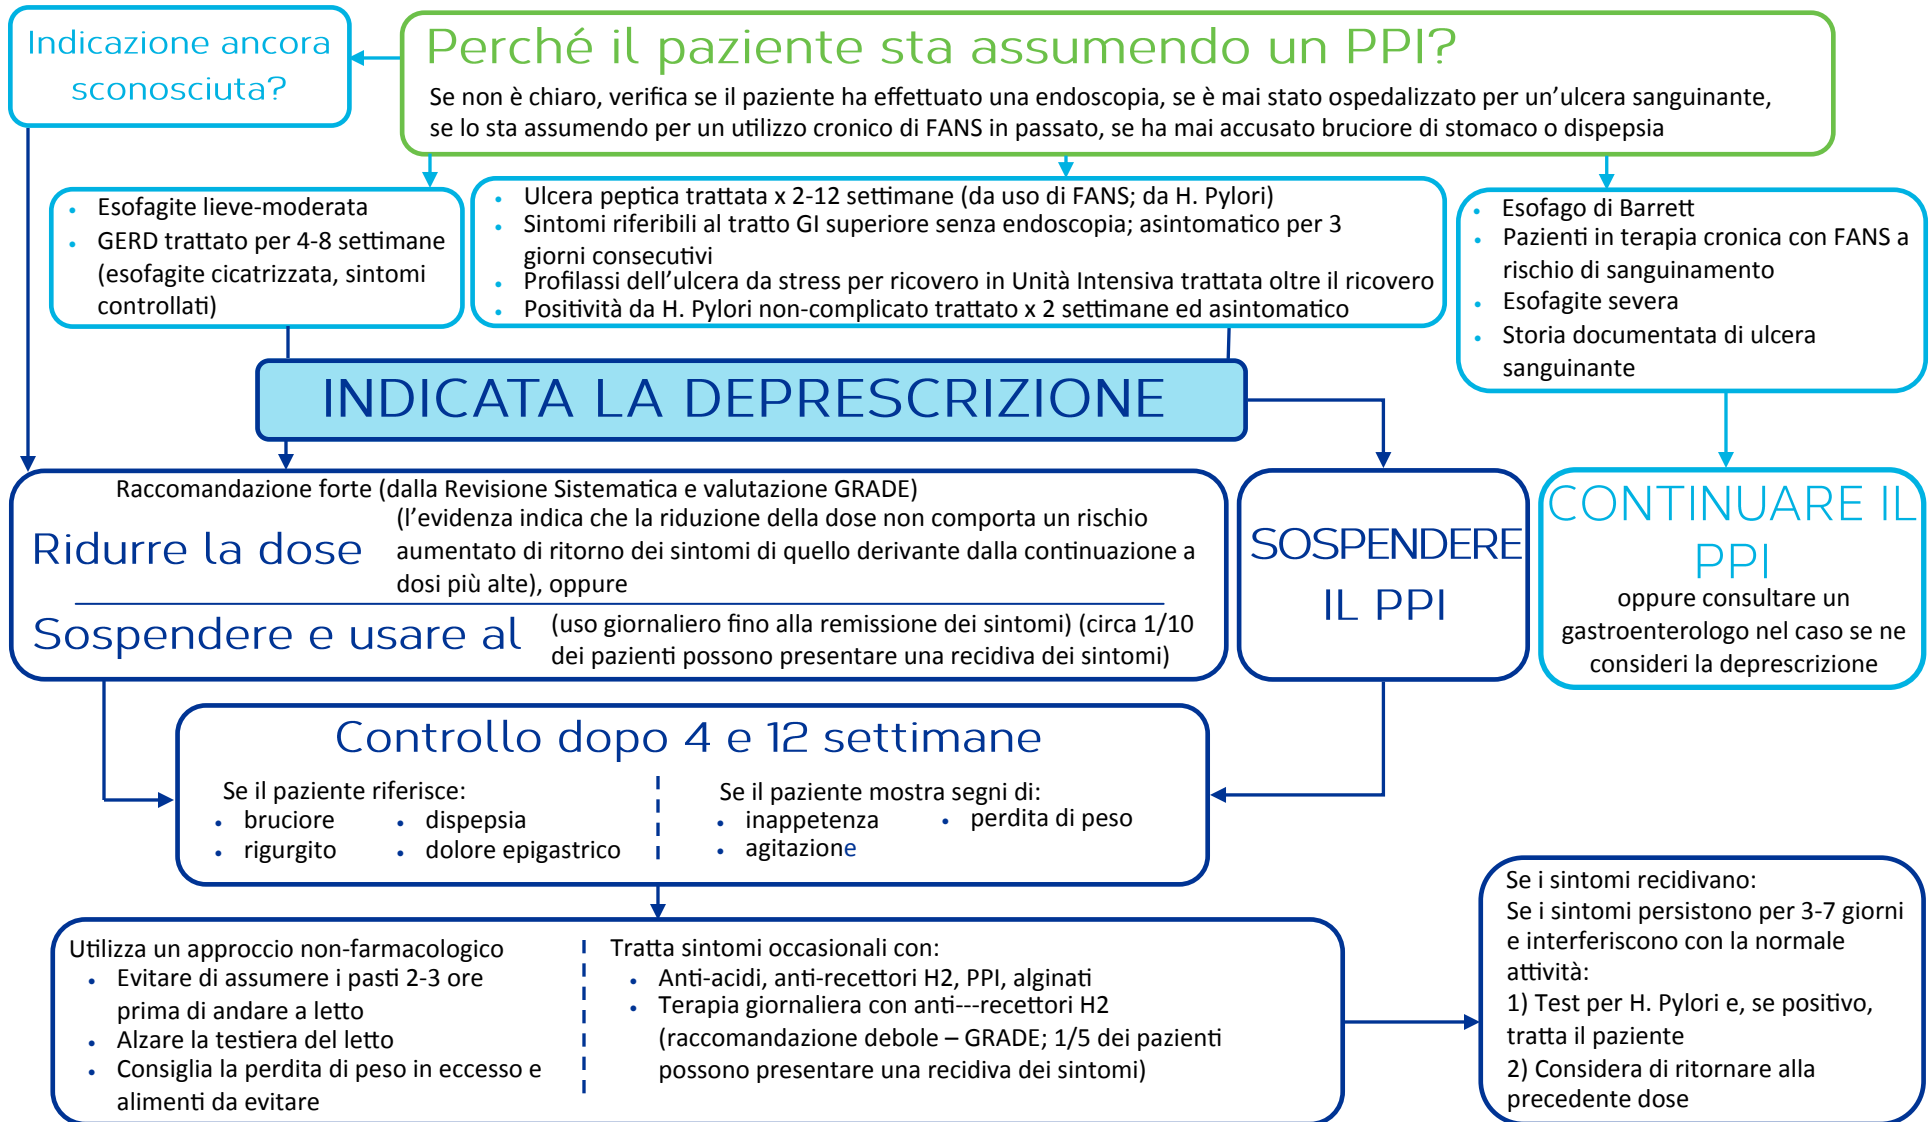 Indicazione ancora
sconosciuta?
Perché il paziente sta assumendo un PPI?
Se non è chiaro, verifica se il paziente ha effettuato una endoscopia, se è mai stato ospedalizzato per un’ulcera sanguinante,
se lo sta assumendo per un utilizzo cronico di FANS in passato, se ha mai accusato bruciore di stomaco o dispepsia
• Esofagite lieve-moderata
• GERD trattato per 4-8 settimane
(esofagite cicatrizzata, sintomi
controllati)
• Ulcera peptica trattata x 2-12 settimane (da uso di FANS; da H. Pylori)
• Sintomi riferibili al tratto GI superiore senza endoscopia; asintomatico per 3
giorni consecutivi
• Profilassi dell’ulcera da stress per ricovero in Unità Intensiva trattata oltre il ricovero
• Positività da H. Pylori non-complicato trattato x 2 settimane ed asintomatico
• Esofago di Barrett
• Pazienti in terapia cronica con FANS a
rischio di sanguinamento
• Esofagite severa
• Storia documentata di ulcera
sanguinante
INDICATA LA DEPRESCRIZIONE
Raccomandazione forte (dalla Revisione Sistematica e valutazione GRADE)
Ridurre la dose
(l’evidenza indica che la riduzione della dose non comporta un rischio
aumentato di ritorno dei sintomi di quello derivante dalla continuazione a
dosi più alte), oppure
Sospendere e usare al
(uso giornaliero fino alla remissione dei sintomi) (circa 1/10
dei pazienti possono presentare una recidiva dei sintomi)
SOSPENDERE
IL PPI
CONTINUARE IL
PPI
oppure consultare un
gastroenterologo nel caso se ne
consideri la deprescrizione
Controllo dopo 4 e 12 settimane
Se il paziente riferisce:
• bruciore • dispepsia
• rigurgito • dolore epigastrico
Se il paziente mostra segni di:
• inappetenza • perdita di peso
• agitazione
Utilizza un approccio non-farmacologico
• Evitare di assumere i pasti 2-3 ore
prima di andare a letto
• Alzare la testiera del letto
• Consiglia la perdita di peso in eccesso e
alimenti da evitare
Tratta sintomi occasionali con:
• Anti-acidi, anti-recettori H2, PPI, alginati
• Terapia giornaliera con anti---recettori H2
(raccomandazione debole – GRADE; 1/5 dei pazienti
possono presentare una recidiva dei sintomi)
Se i sintomi recidivano:
Se i sintomi persistono per 3-7 giorni
e interferiscono con la normale
attività:
1) Test per H. Pylori e, se positivo,
tratta il paziente
2) Considera di ritornare alla
precedente dose